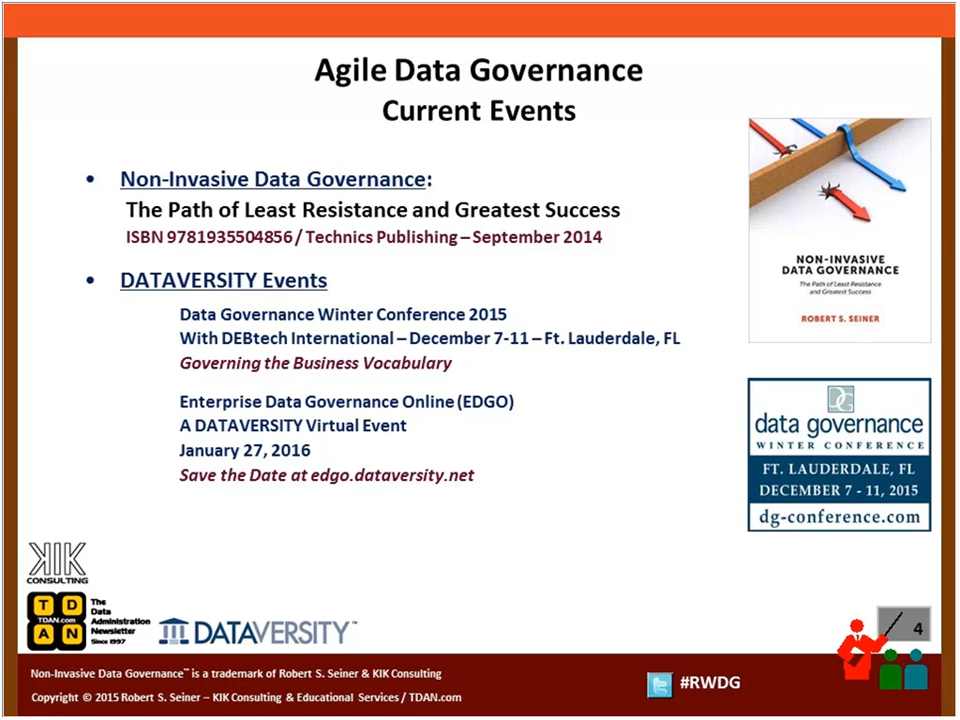 Agile Data Governance
Current Events
• Non-Invasive Data Governance:
The Path of Least Resistance and Greatest Success
ISBN 9781935504856 / Technics Publishing – September 2014
• DATAVERSITY Events
Data Governance Winter Conference 2015
With DEBtech International – December 7-11 – Ft. Lauderdale, FL
Governing the Business Vocabulary
Enterprise Data Governance Online (EDGO)
A DATAVERSITY Virtual Event
January 27, 2016
Save the Date at edgo.dataversity.net
NON-INVASIVE
DATA GOVERNANCE
The Path of Least Resistance
and Greatest Success
ROBERT S. SEINER
DG
data governance
WINTER CONFERENCE
FT. LAUDERDALE, FL
DECEMBER 7 - 11, 2015
dg-conference.com
KIK
CONSULTING
T D
TDAN.com
A N
The
Data
Administration
Newsletter
Since 1997
DATAVERSITY™
4
Non-Invasive Data Governance™ is a trademark of Robert S. Seiner & KIK Consulting
Copyright © 2015 Robert S. Seiner – KIK Consulting & Educational Services / TDAN.com
#RWDG